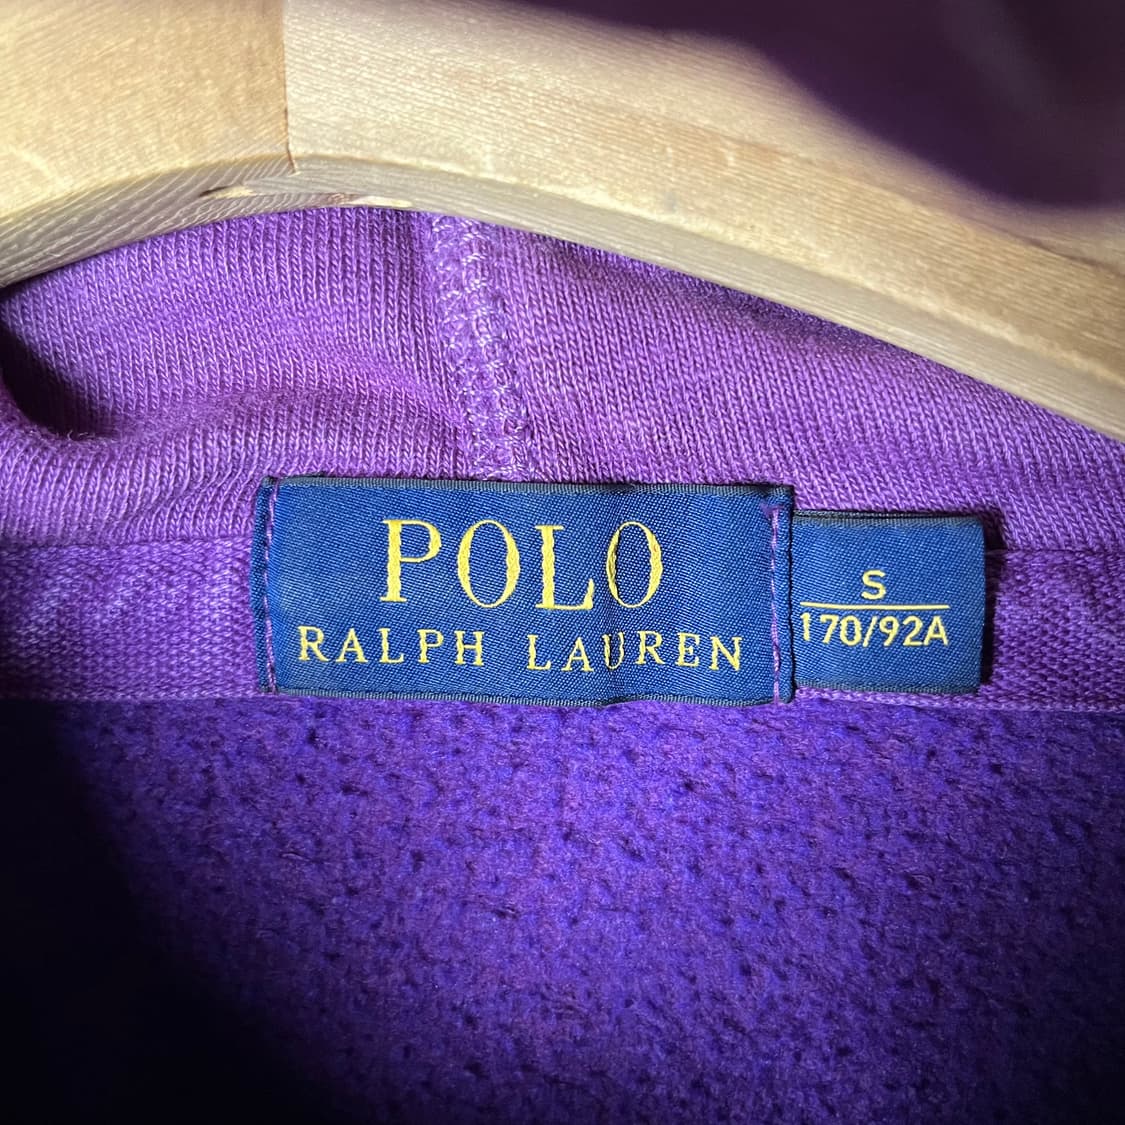 POLO
RALPH LAUREN
S
170/92A